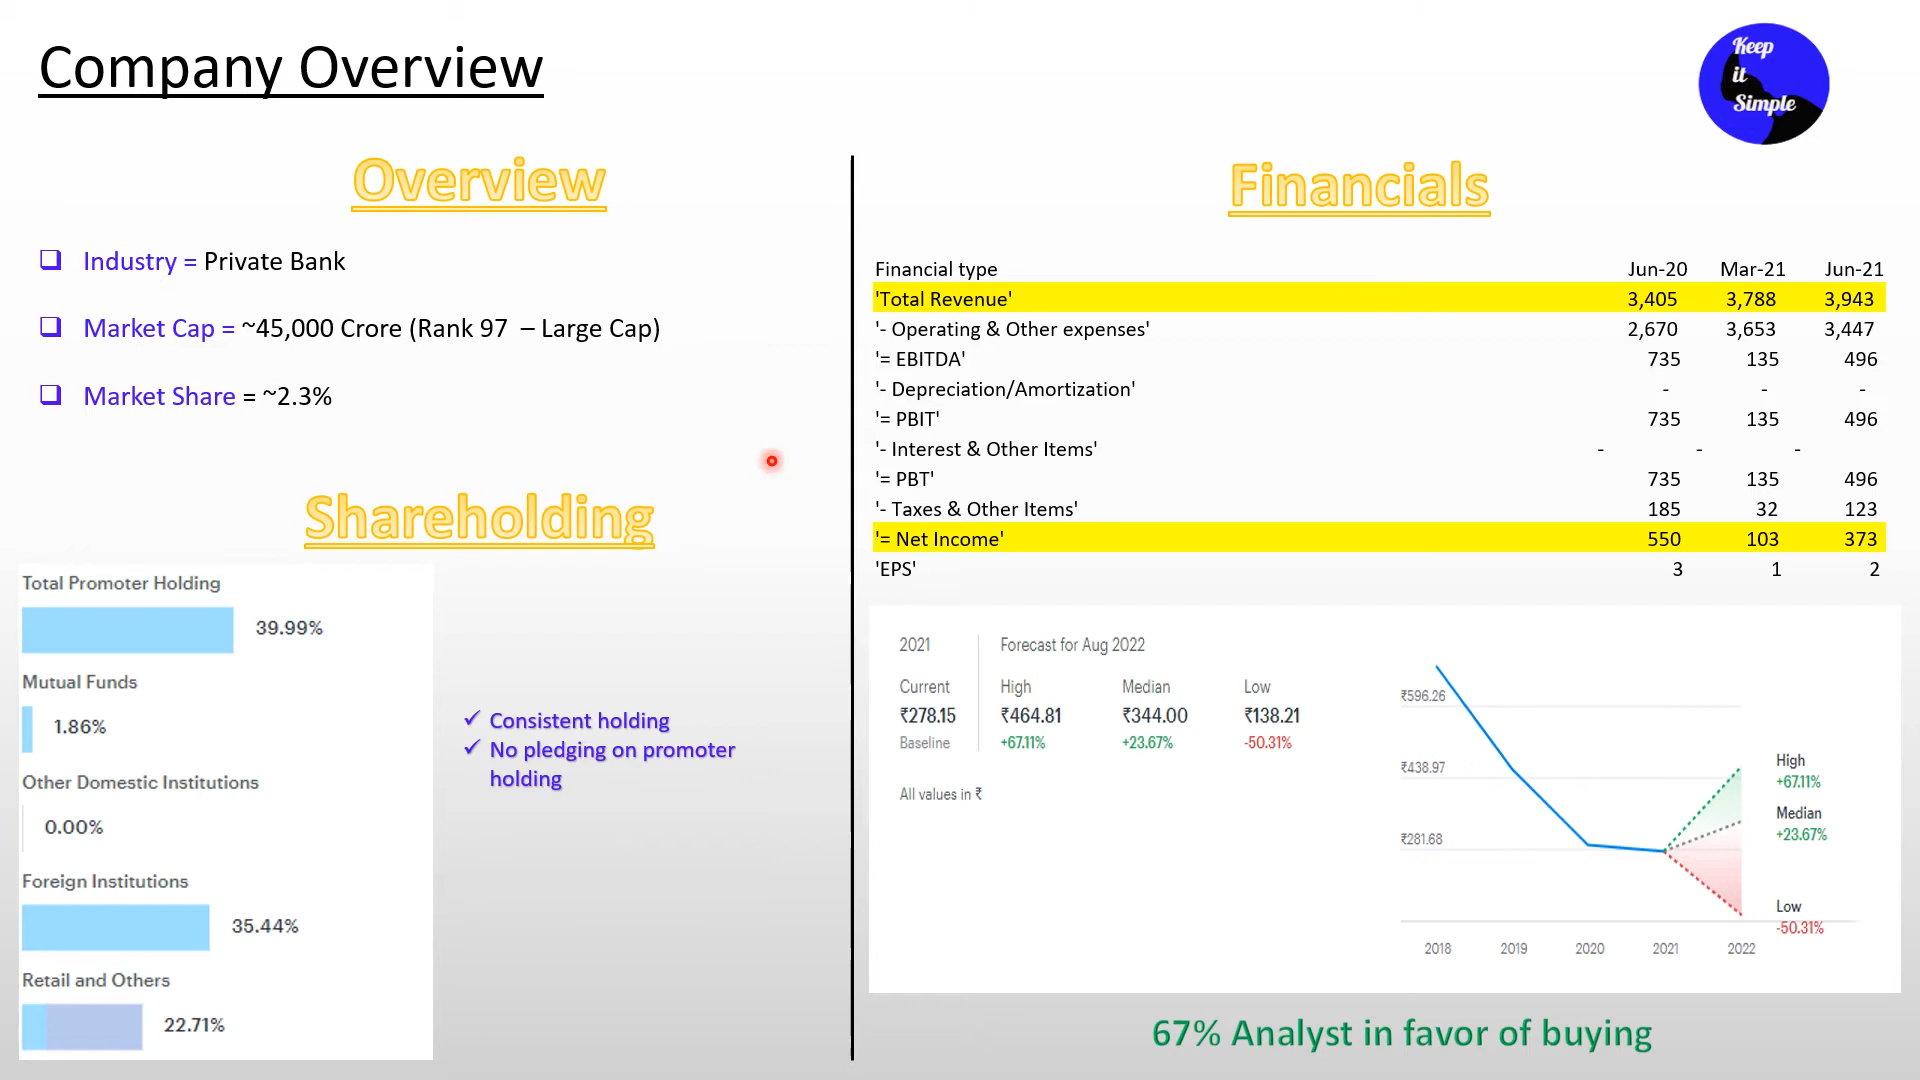 Company Overview
Keep
it
Simple
Overview
Industry = Private Bank
Market Cap = ~45,000 Crore (Rank 97 – Large Cap)
Market Share = ~2.3%
Shareholding
Total Promoter Holding
39.99%
Mutual Funds
1.86%
Other Domestic Institutions
0.00%
Foreign Institutions
35.44%
Retail and Others
22.71%
Consistent holding
No pledging on promoter
holding
Financials
Financial type Jun-20 Mar-21 Jun-21
'Total Revenue' 3,405 3,788 3,943
'- Operating & Other expenses' 2,670 3,653 3,447
'= EBITDA' 735 135 496
'- Depreciation/Amortization' - - -
'= PBIT' 735 135 496
'- Interest & Other Items' - - -
'= PBT' 735 135 496
'- Taxes & Other Items' 185 32 123
'= Net Income' 550 103 373
'EPS' 3 1 2
2021 Forecast for Aug 2022
Current High Median Low
₹278.15 ₹464.81 ₹344.00 ₹138.21
Baseline +67.11% +23.67% -50.31%
All values in ₹
₹596.26
₹438.97
₹281.68
High
+67.11%
Median
+23.67%
Low
-50.31%
2018 2019 2020 2021 2022
67% Analyst in favor of buying